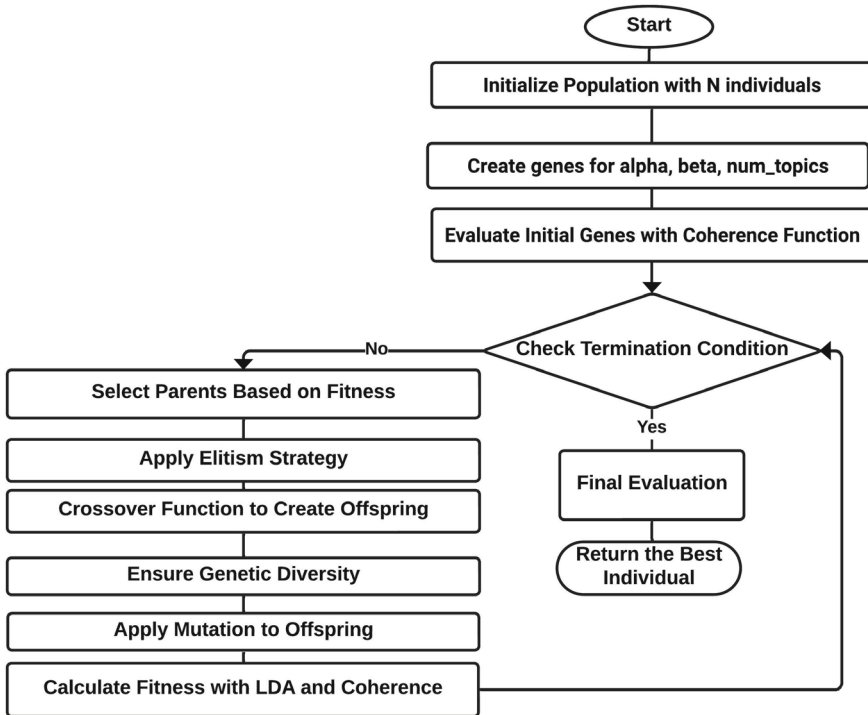 Start
Initialize Population with N individuals
Create genes for alpha, beta, num_topics
Evaluate Initial Genes with Coherence Function
Check Termination Condition
No
Yes
Select Parents Based on Fitness
Apply Elitism Strategy
Crossover Function to Create Offspring
Ensure Genetic Diversity
Apply Mutation to Offspring
Calculate Fitness with LDA and Coherence
Final Evaluation
Return the Best
Individual